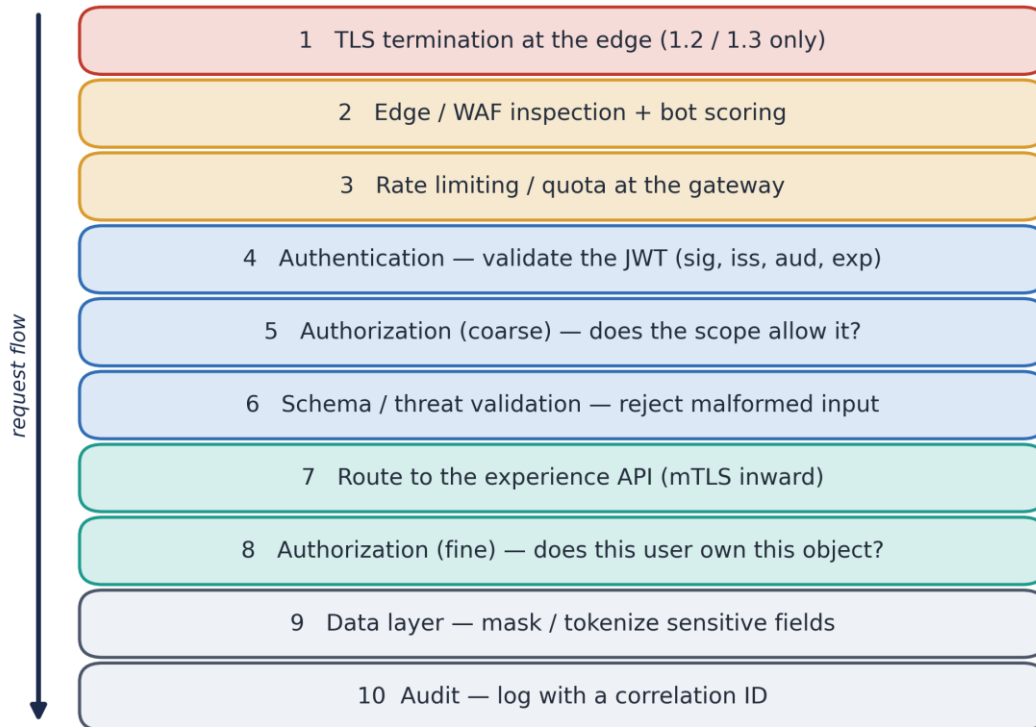 1 TLS termination at the edge (1.2 / 1.3 only)
2 Edge / WAF inspection + bot scoring
3 Rate limiting / quota at the gateway
4 Authentication — validate the JWT (sig, iss, aud, exp)
5 Authorization (coarse) — does the scope allow it?
6 Schema / threat validation — reject malformed input
7 Route to the experience API (mTLS inward)
8 Authorization (fine) — does this user own this object?
9 Data layer — mask / tokenize sensitive fields
10 Audit — log with a correlation ID
request flow